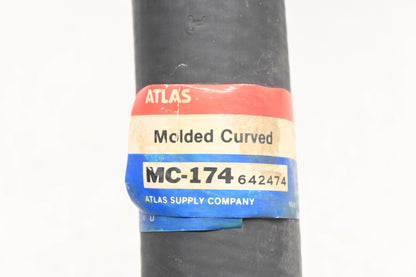 ATLAS
Molded Curved
MC-174 642474
ATLAS SUPPLY COMPANY